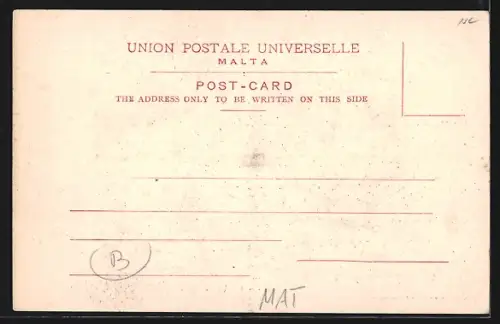 UNION POSTALE UNIVERSELLE
MALTA
POST-CARD
THE ADDRESS ONLY TO BE WRITTEN ON THIS SIDE
B
MAT